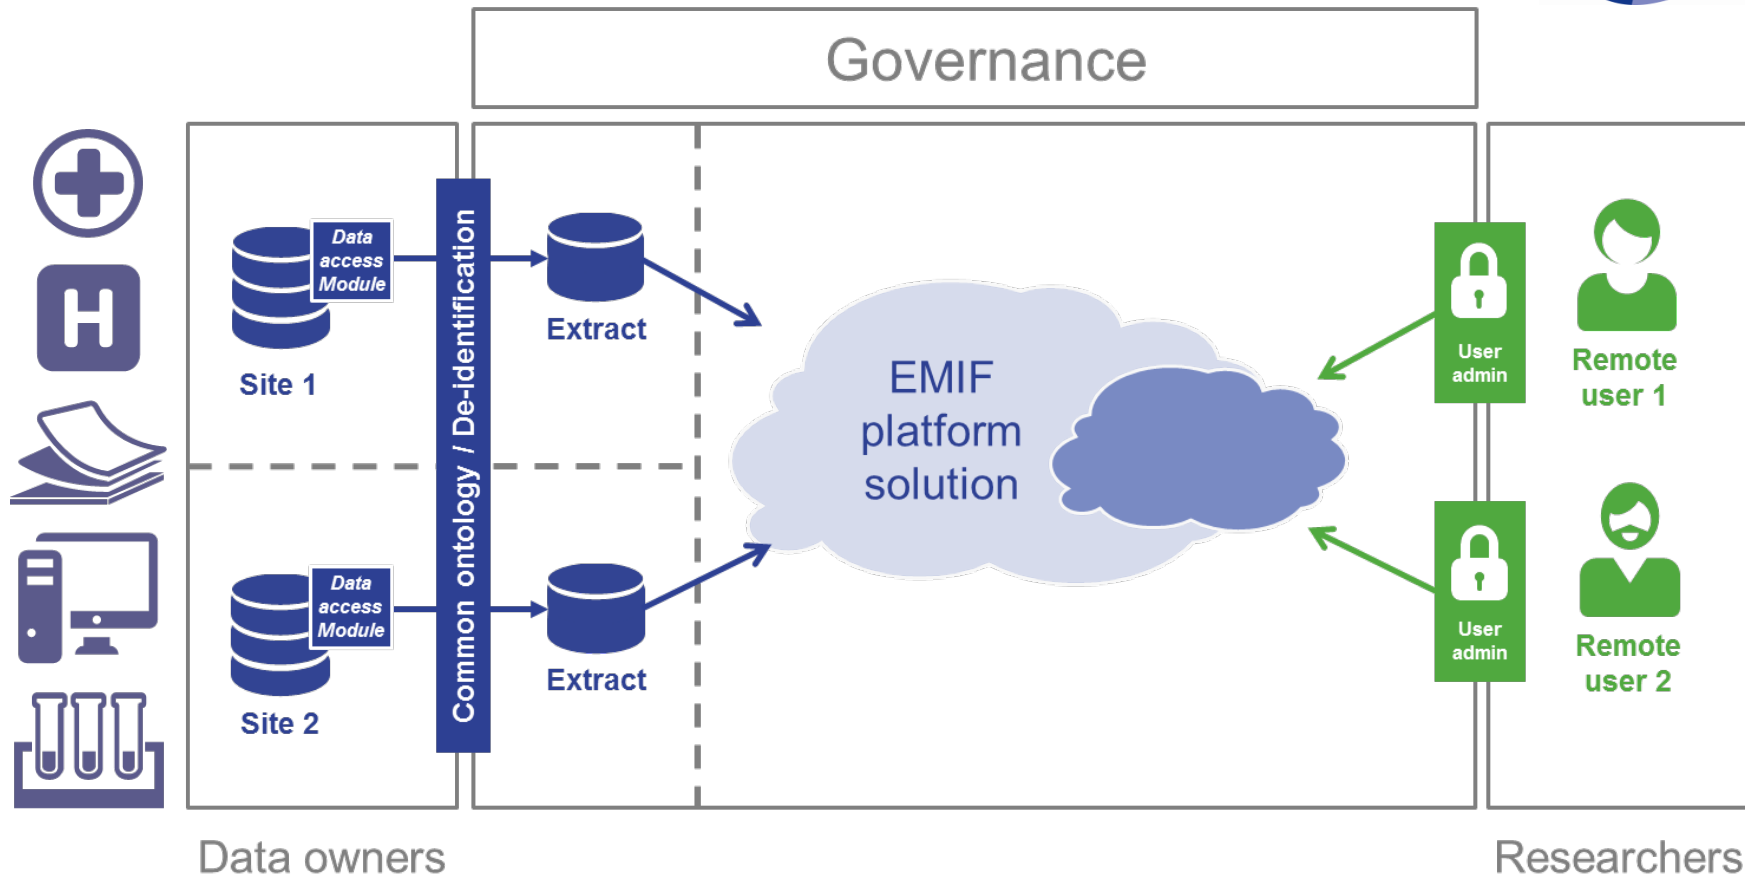 Governance
Data
access
Module
Site 1
Common ontology / De-identification
Extract
EMIF
platform
solution
User
admin
Remote
user 1
Data
access
Module
Site 2
Extract
User
admin
Remote
user 2
Data owners
Researchers
H